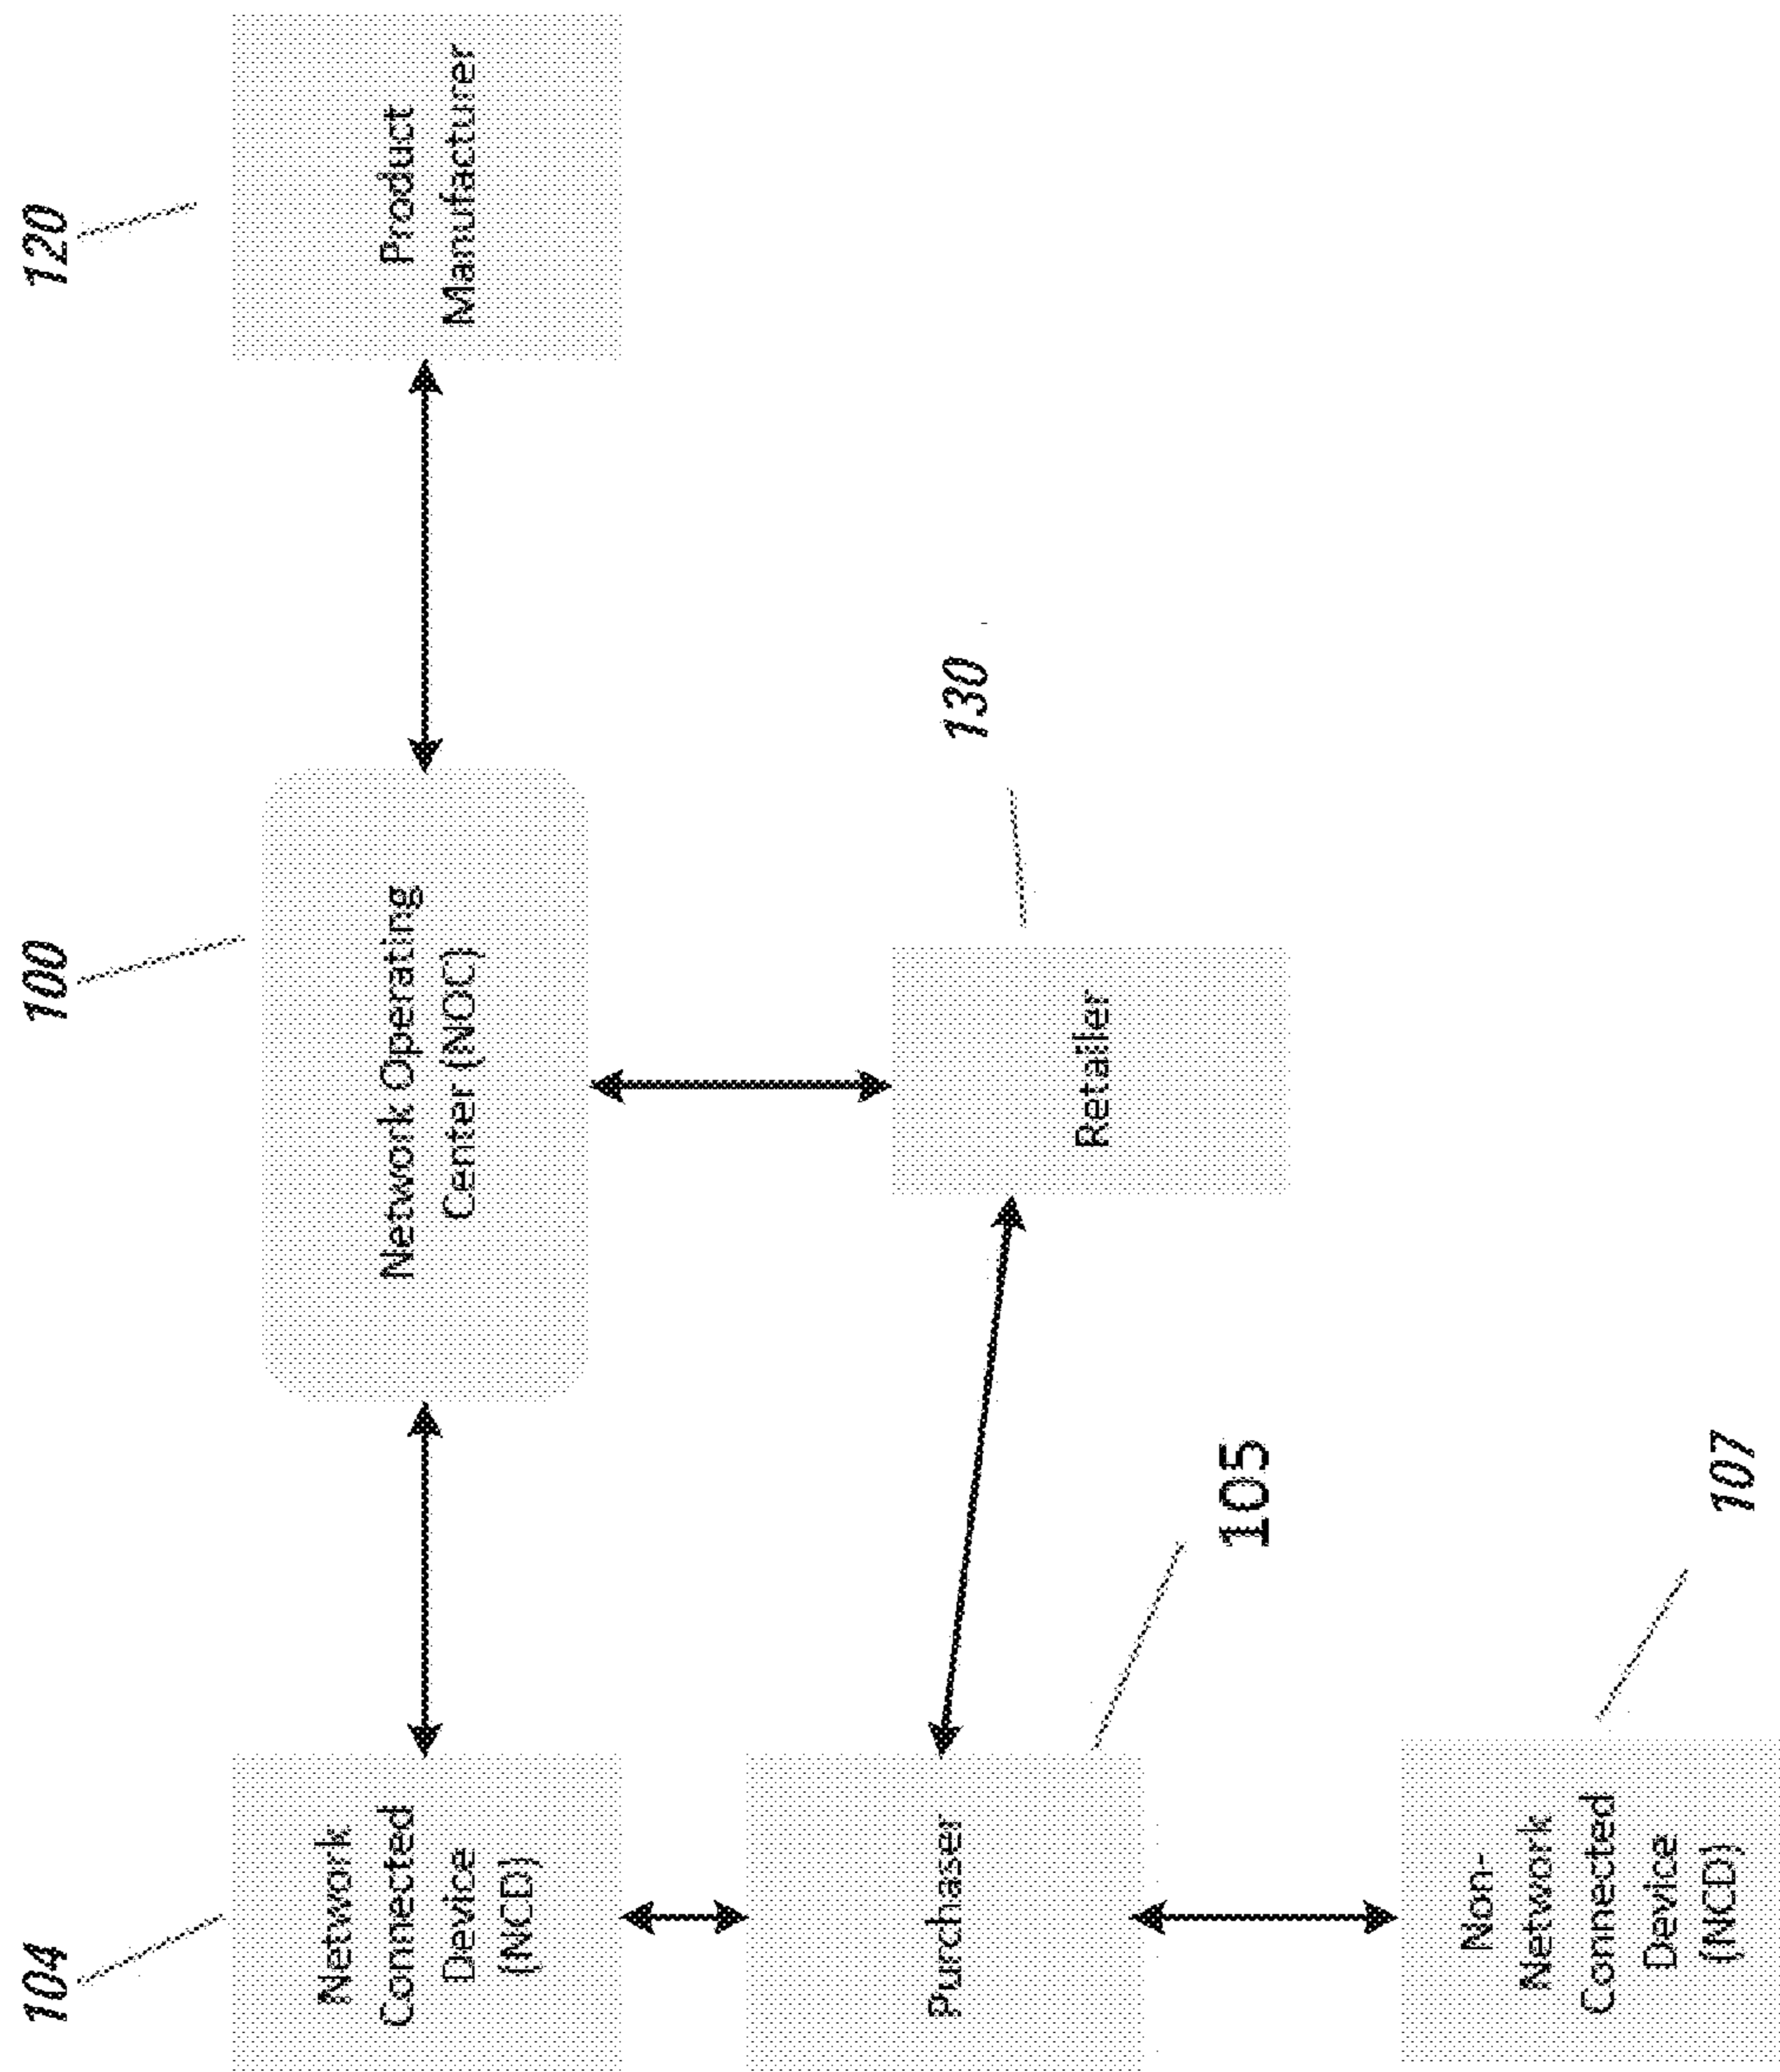 104
100
120
Network
Connected
Device
(NCD)
Network Operating
Center (NOC)
Product
Manufacturer
Purchaser
105
Retailer
130
Non-
Network
Connected
Device
(NCD)
107